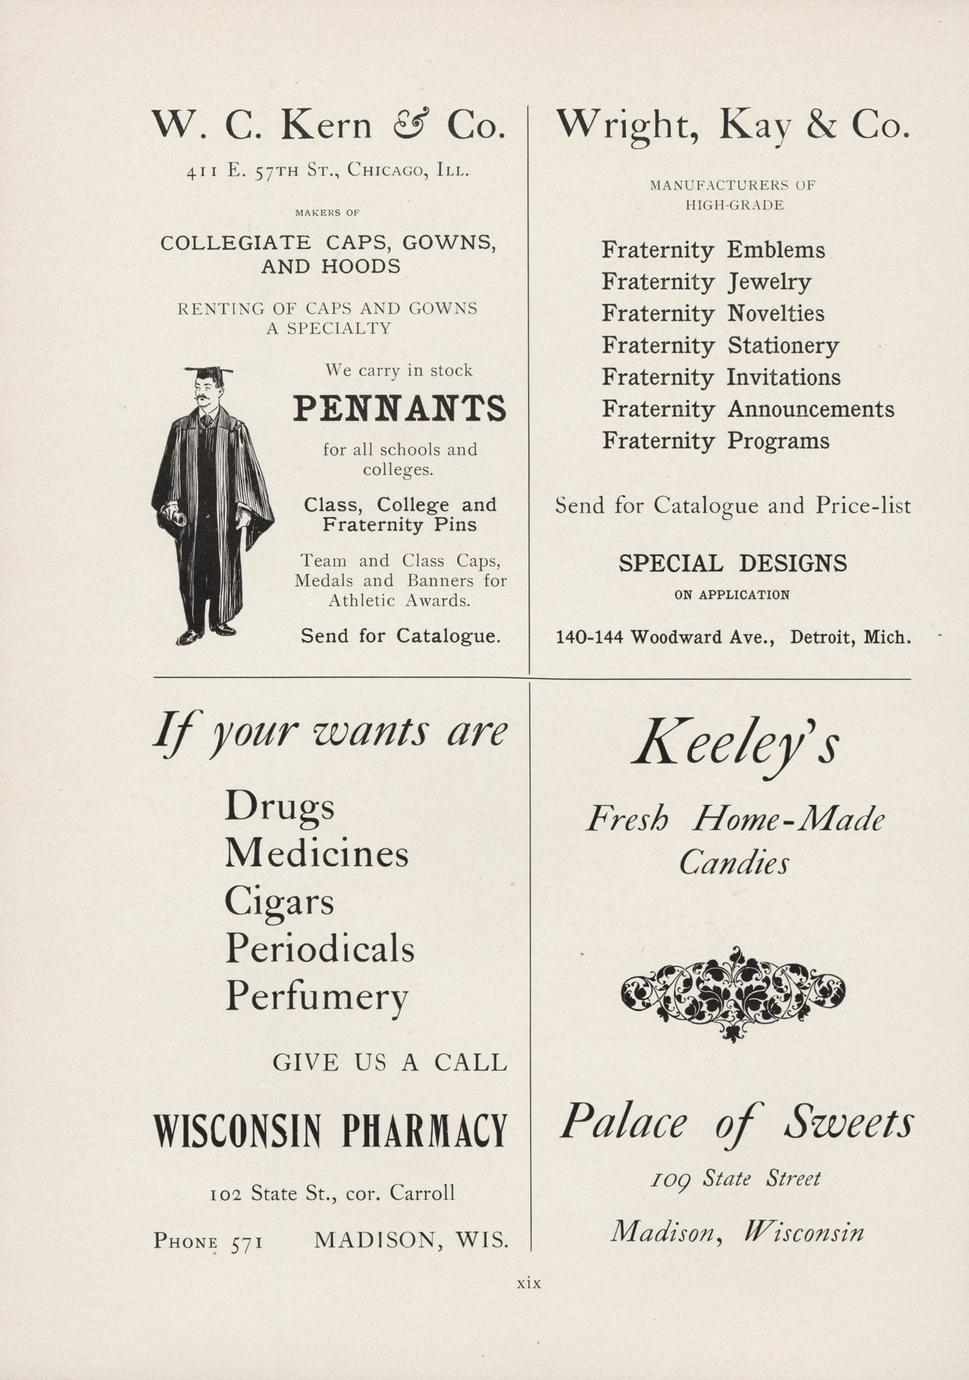 W. C. Kern & Co.
411 E. 57TH ST., CHICAGO, ILL.
MAKERS OF
COLLEGIATE CAPS, GOWNS,
AND HOODS
RENTING OF CAPS AND GOWNS
A SPECIALTY
We carry in stock
PENNANTS
for all schools and
colleges.
Class, College and
Fraternity Pins
Team and Class Caps,
Medals and Banners for
Athletic Awards.
Send for Catalogue.
Wright, Kay & Co.
MANUFACTURERS OF
HIGH-GRADE
Fraternity Emblems
Fraternity Jewelry
Fraternity Novelties
Fraternity Stationery
Fraternity Invitations
Fraternity Announcements
Fraternity Programs
Send for Catalogue and Price-list
SPECIAL DESIGNS
ON APPLICATION
140-144 Woodward Ave., Detroit, Mich.
If your wants are
Drugs
Medicines
Cigars
Periodicals
Perfumery
GIVE US A CALL
WISCONSIN PHARMACY
102 State St., cor. Carroll
PHONE 571 MADISON, WIS.
Keeley's
Fresh Home-Made
Candies
Palace of Sweets
109 State Street
Madison, Wisconsin
xix